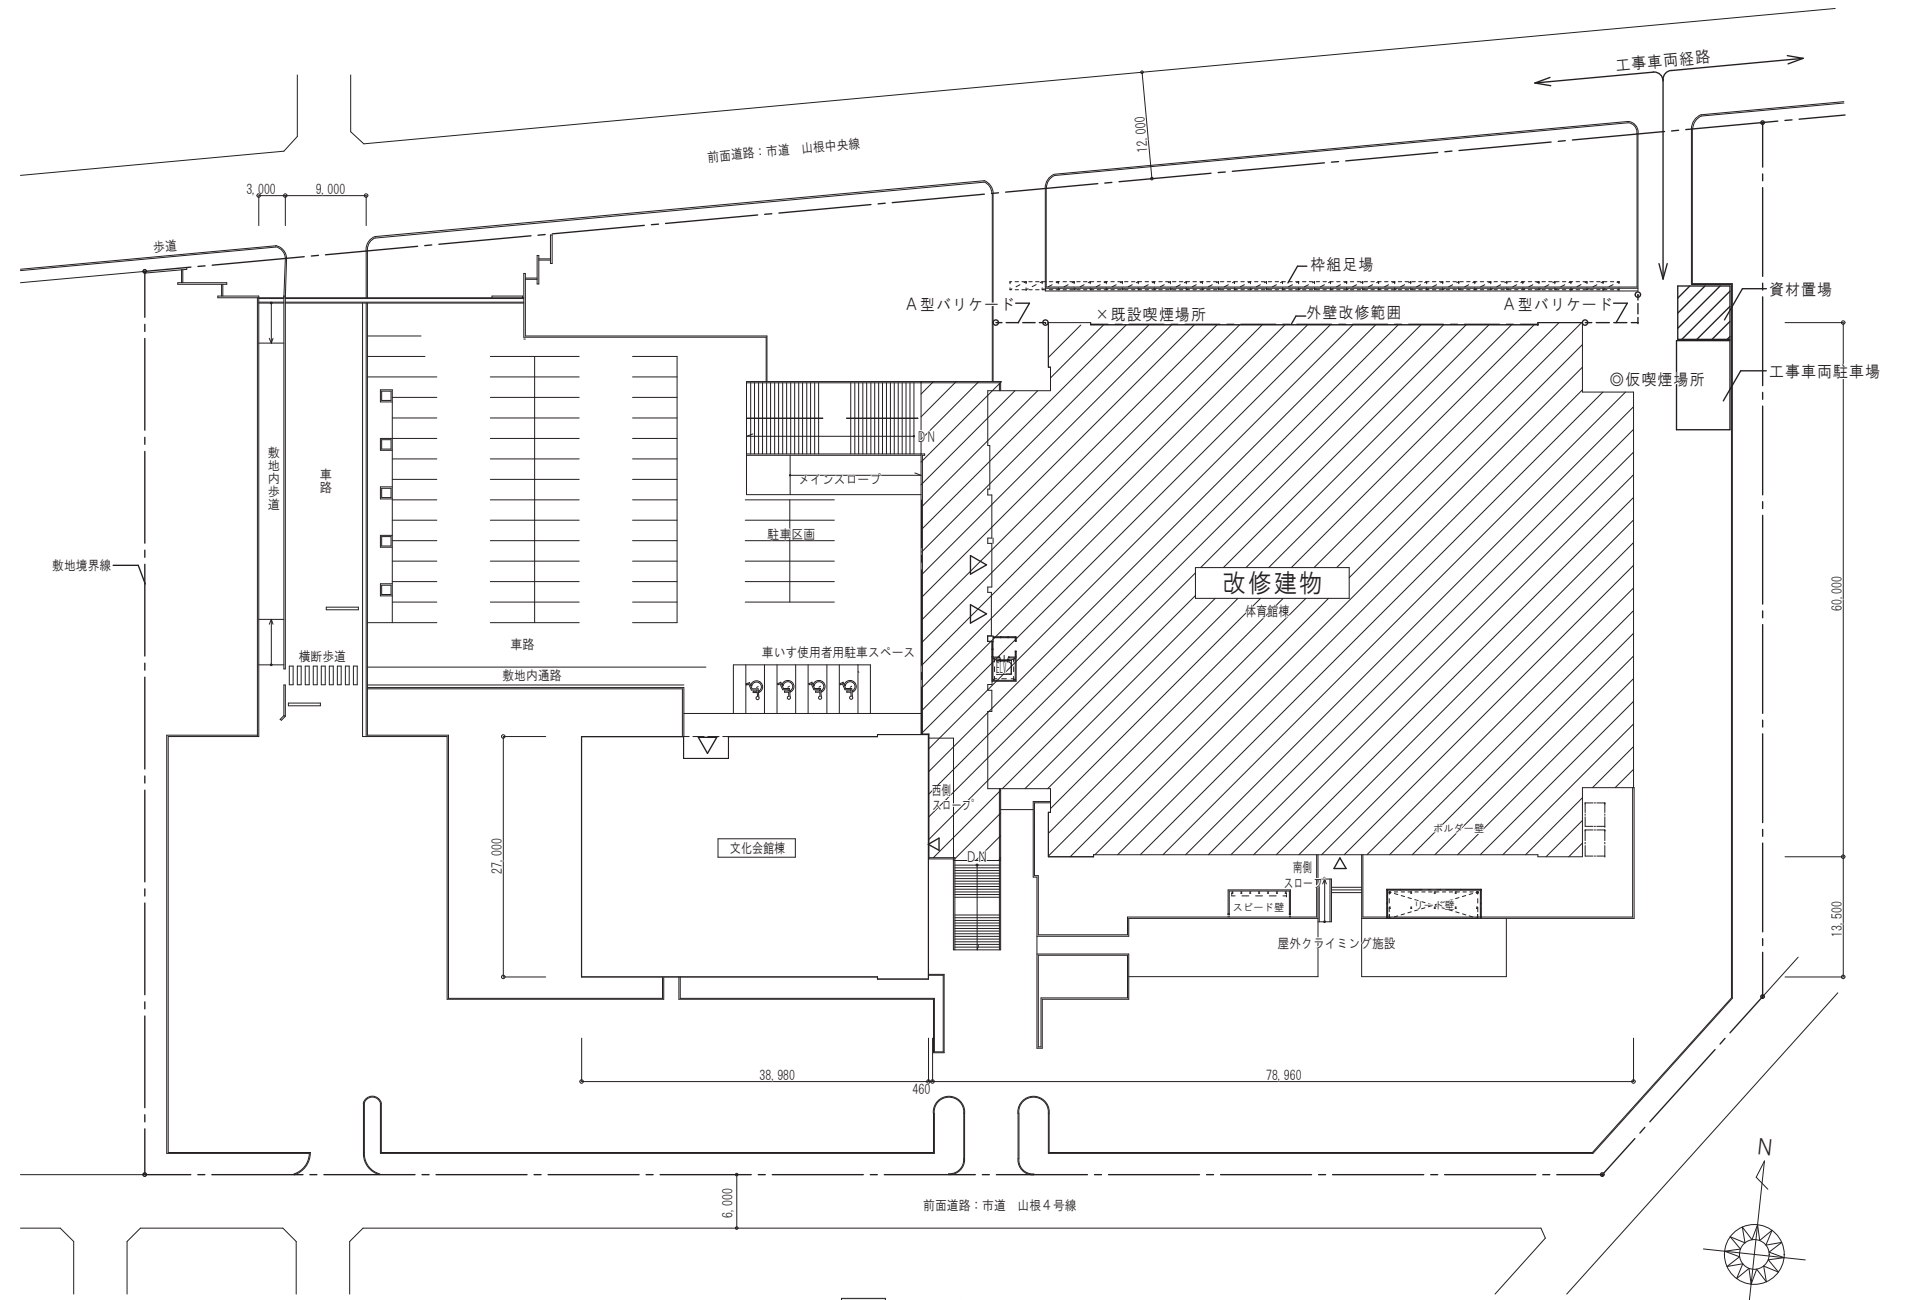 工事車両経路
12,000
前面道路：市道　山根中央線
3,000
9,000
歩道
枠組足場
A型バリケード
×既設喫煙場所
外壁改修範囲
A型バリケード
資材置場
◎仮喫煙場所
工事車両駐車場
DN
メインスロープ
敷地内歩道
車路
駐車区画
敷地境界線
改修建物
体育館棟
60,000
車路
横断歩道
敷地内通路
車いす使用者用駐車スペース
西側
スロープ
ボルダー壁
27,000
文化会館棟
DN
南側
スロープ
スピード壁
リード壁
屋外クライミング施設
13,500
38,980
460
78,960
6,000
前面道路：市道　山根４号線
N